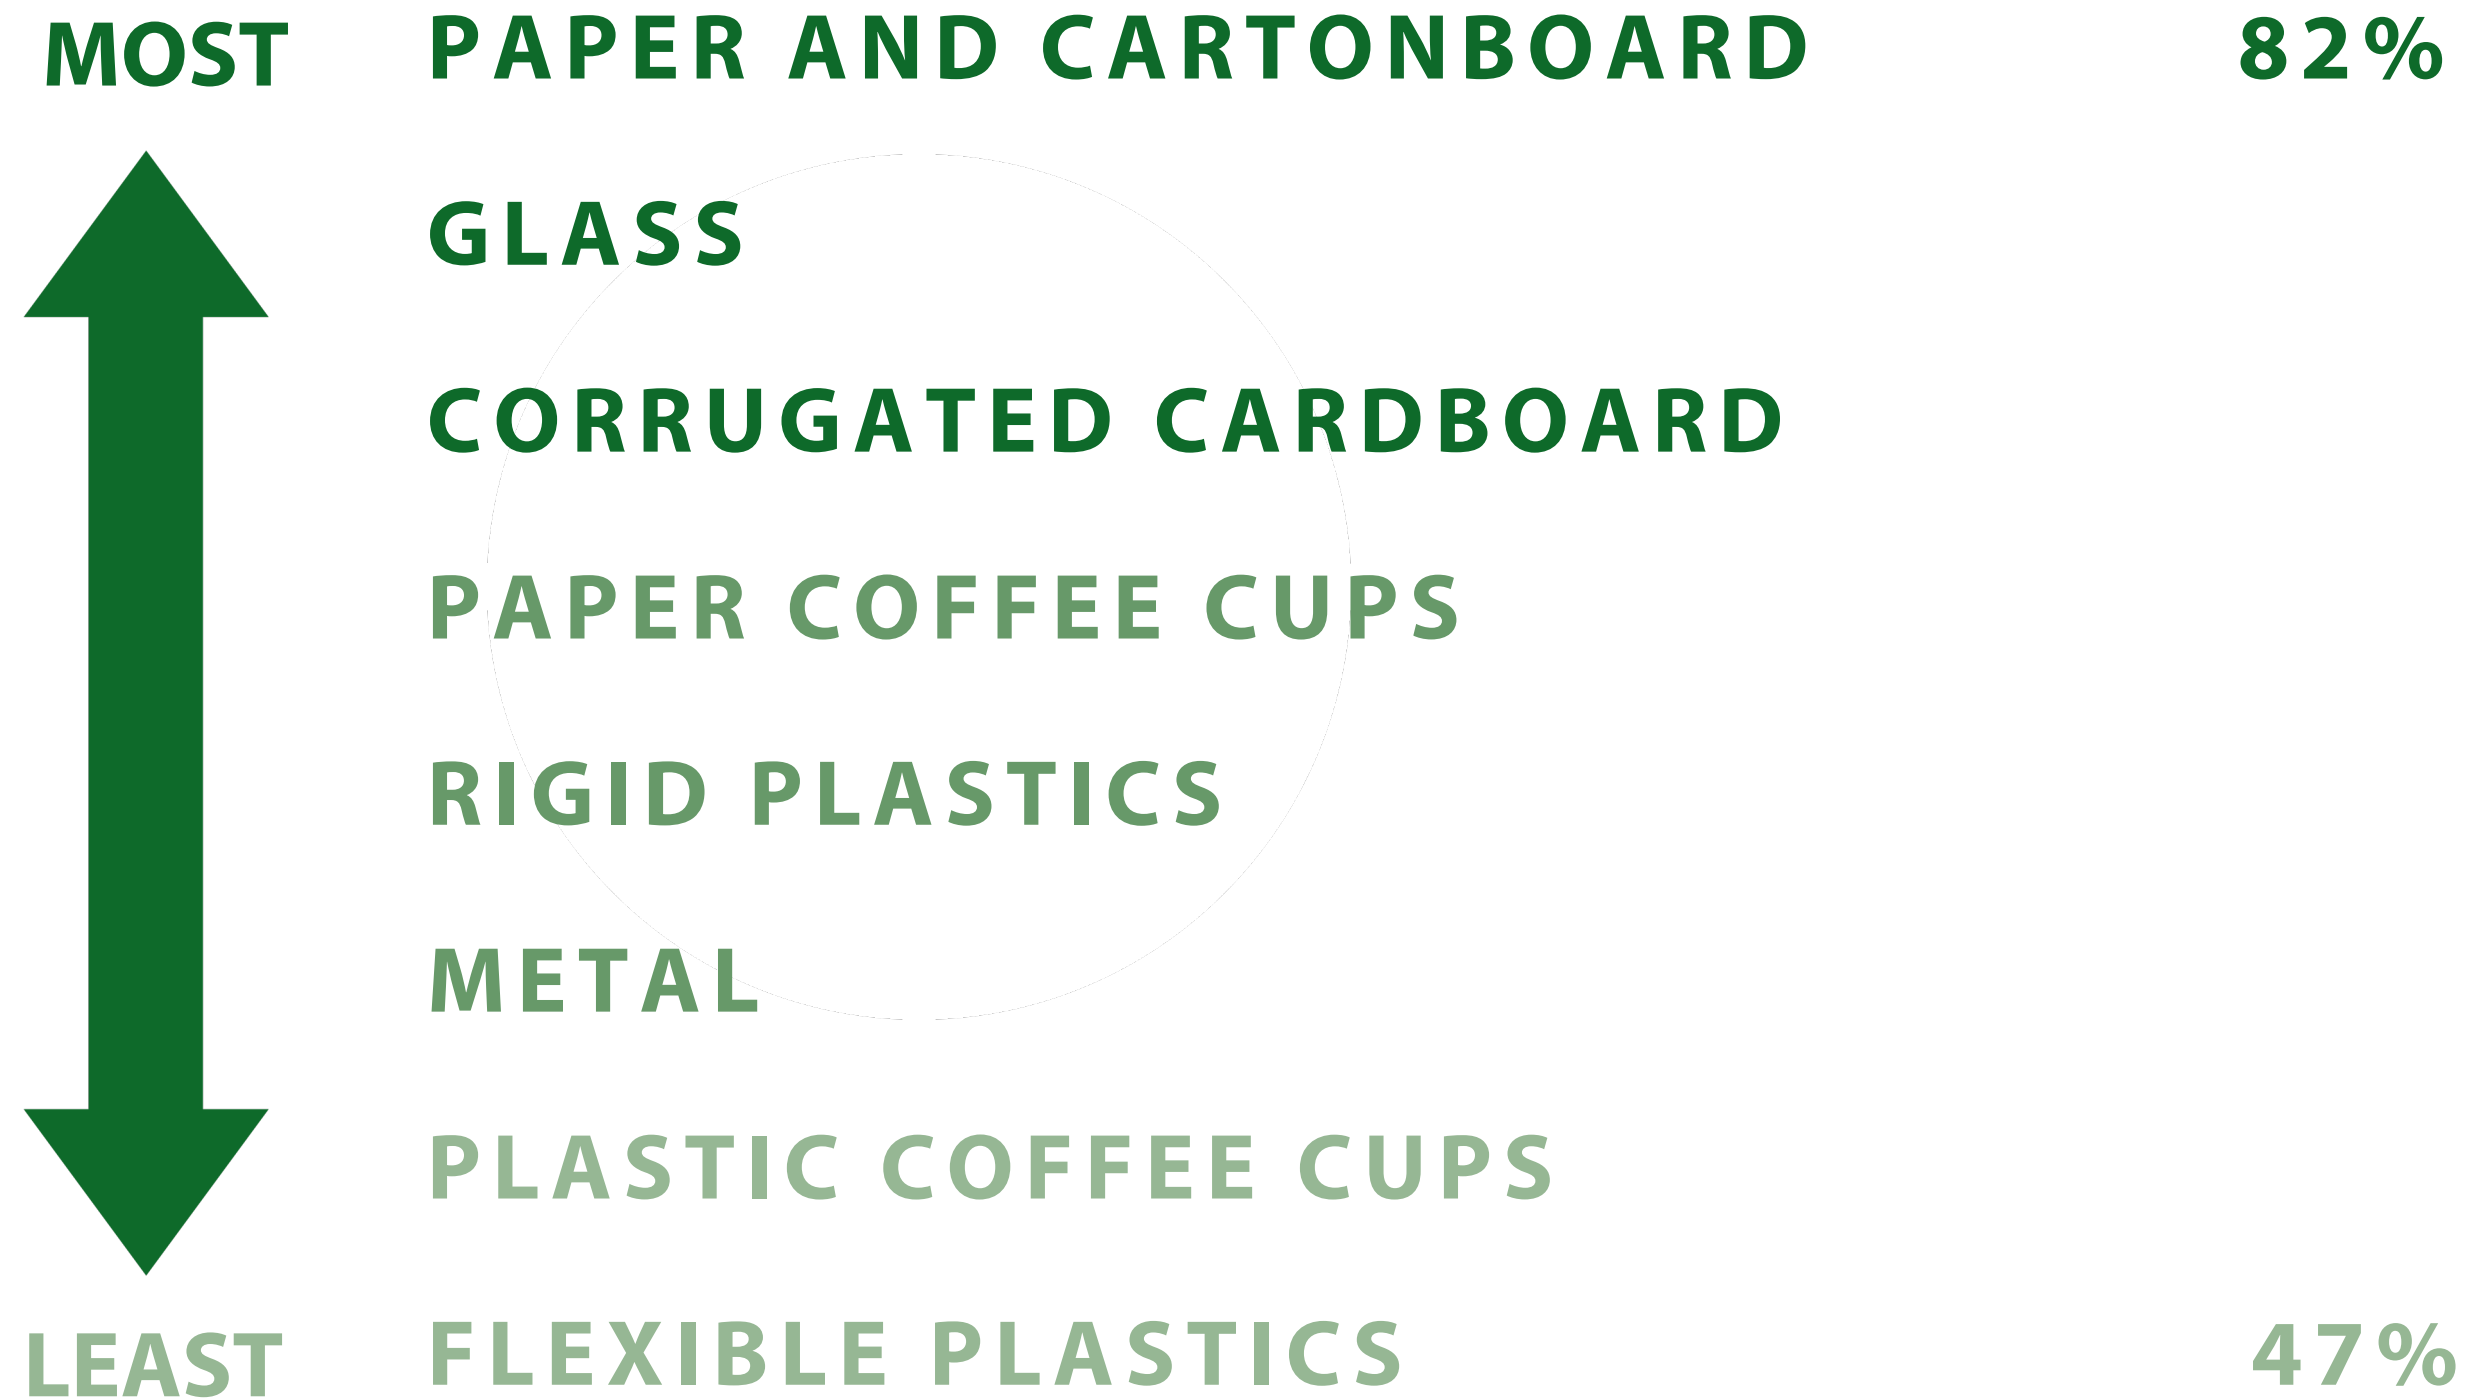 MOST PAPER AND CARTONBOARD 82%
GLASS
CORRUGATED CARDBOARD
PAPER COFFEE CUPS
RIGID PLASTICS
METAL
PLASTIC COFFEE CUPS
LEAST FLEXIBLE PLASTICS 47%